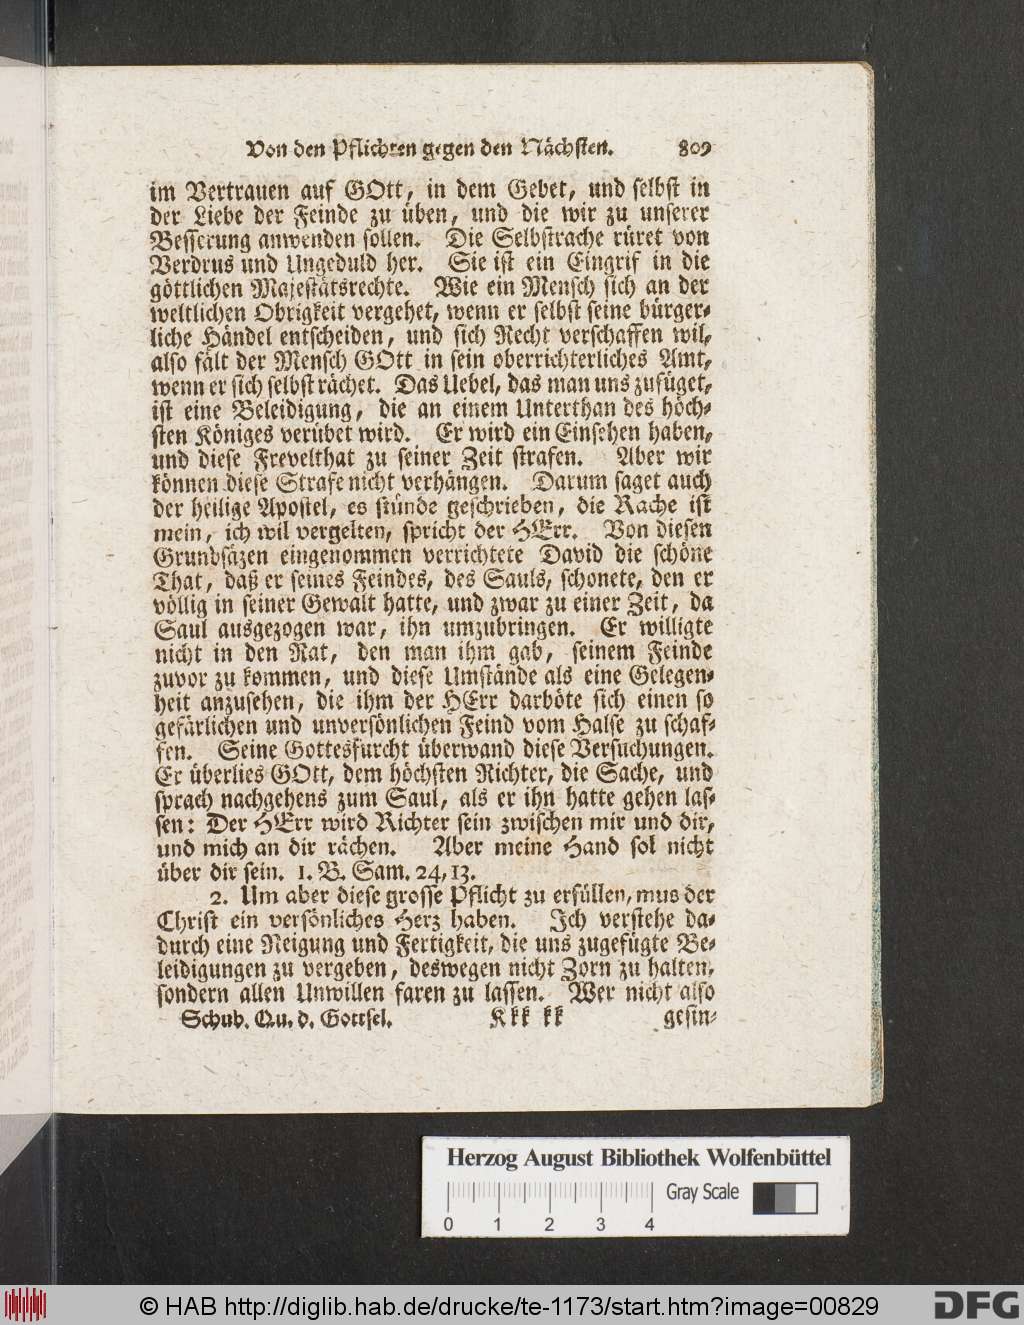 Von den Pflichten gegen den Nächsten. 809
im Vertrauen auf GOtt, in dem Gebet, und selbst in
der Liebe der Feinde zu üben, und die wir zu unserer
Besserung anwenden sollen. Die Selbstrache rüret von
Verdrus und Ungeduld her. Sie ist ein Eingrif in die
göttlichen Majestätsrechte. Wie ein Mensch sich an der
weltlichen Obrigkeit vergehet, wenn er selbst seine bürger-
liche Händel entscheiden, und sich Recht verschaffen wil,
also fält der Mensch GOtt in sein oberrichterliches Amt,
wenn er sich selbst rächet. Das Uebel, das man uns zufüget,
ist eine Beleidigung, die an einem Unterthan des höch-
sten Königes verübet wird. Er wird ein Einsehen haben,
und diese Frevelthat zu seiner Zeit strafen. Aber wir
können diese Strafe nicht verhängen. Darum saget auch
der heilige Apostel, es stünde geschrieben, die Rache ist
mein, ich wil vergelten, spricht der HErr. Von diesen
Grundsäzen eingenommen verrichtete David die schöne
That, daß er seines Feindes, des Sauls, schonete, den er
völlig in seiner Gewalt hatte, und zwar zu einer Zeit, da
Saul ausgezogen war, ihn umzubringen. Er willigte
nicht in den Rat, den man ihm gab, seinem Feinde
zuvor zu kommen, und diese Umstände als eine Gelegen-
heit anzusehen, die ihm der HErr darböte sich einen so
gefärlichen und unversönlichen Feind vom Halse zu schaf-
fen. Seine Gottesfurcht überwand diese Versuchungen.
Er überlies GOtt, dem höchsten Richter, die Sache, und
sprach nachgehens zum Saul, als er ihn hatte gehen las-
sen: Der HErr wird Richter sein zwischen mir und dir,
und mich an dir rächen. Aber meine Hand sol nicht
über dir sein. 1. B. Sam. 24, 13.
2. Um aber diese grosse Pflicht zu erfüllen, mus der
Christ ein versönliches Herz haben. Ich verstehe da-
durch eine Neigung und Fertigkeit, die uns zugefügte Be-
leidigungen zu vergeben, deswegen nicht Zorn zu halten,
sondern allen Unwillen faren zu lassen. Wer nicht also
Schub. Qu. d. Gottsel. Kkk kk gesin-
Herzog August Bibliothek Wolfenbüttel
Gray Scale
0 1 2 3 4
© HAB http://diglib.hab.de/drucke/te-1173/start.htm?image=00829
DFG